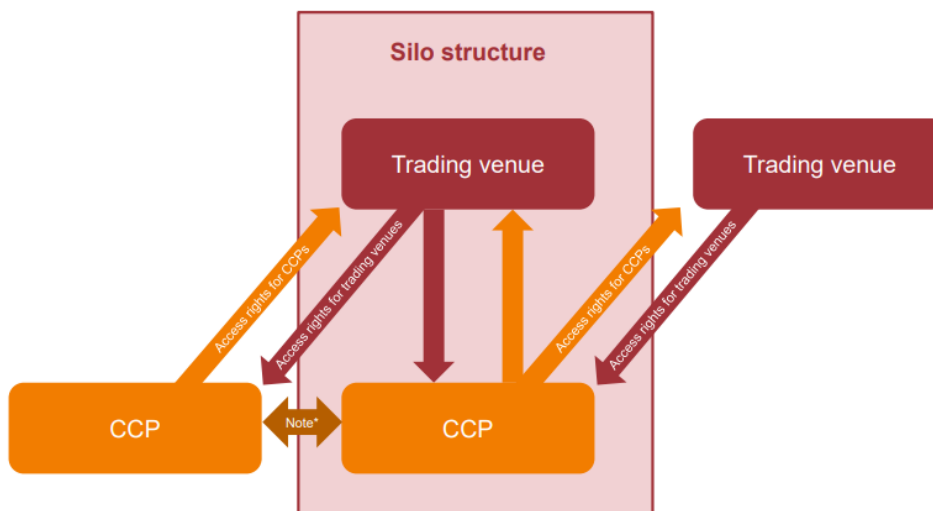 Silo structure
Trading venue
Trading venue
Access rights for CCPs
Access rights for trading venues
Access rights for CCPs
Access rights for trading venues
CCP
Note*
CCP